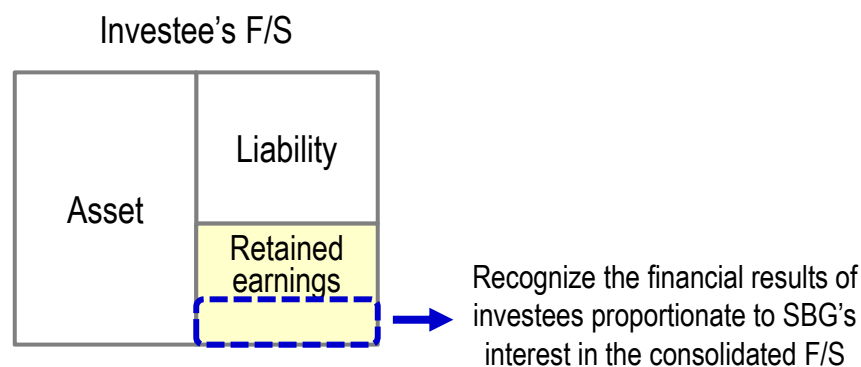 Investee's F/S
Asset
Liability
Retained
earnings
Recognize the financial results of
investees proportionate to SBG's
interest in the consolidated F/S